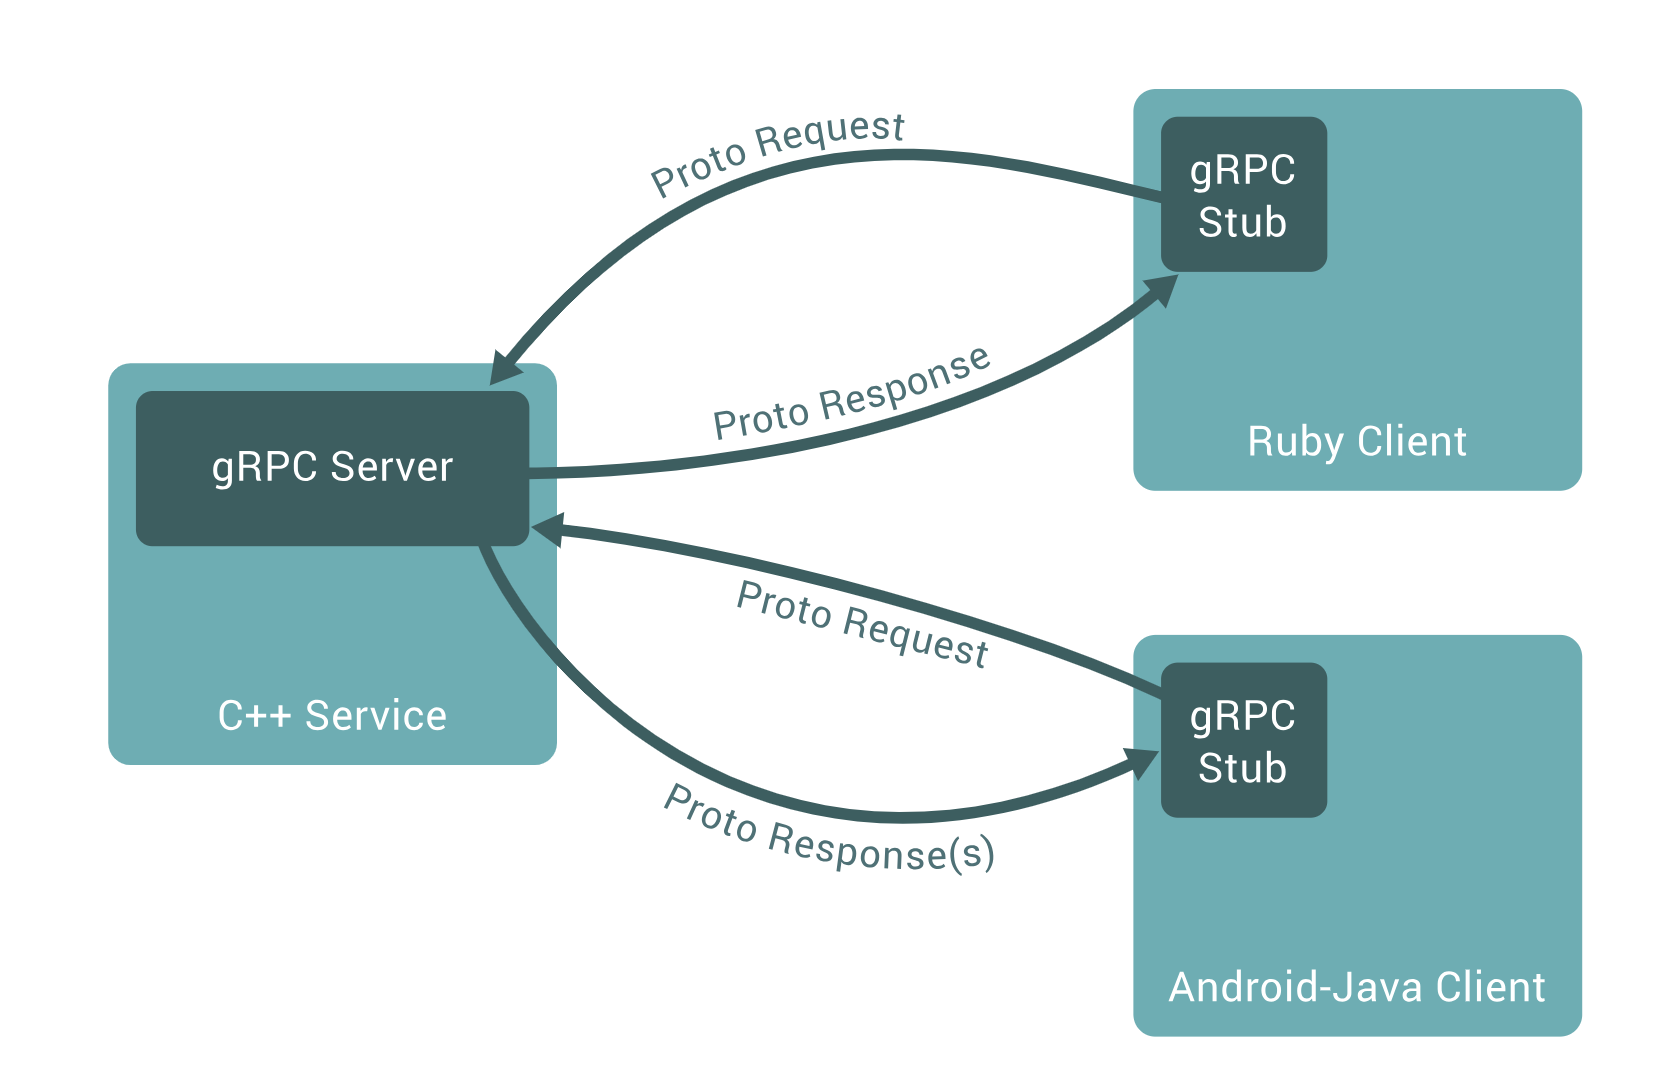 Proto Request
gRPC
Stub
Proto Response
Ruby Client
gRPC Server
C++ Service
Proto Request
gRPC
Stub
Proto Response(s)
Android-Java Client